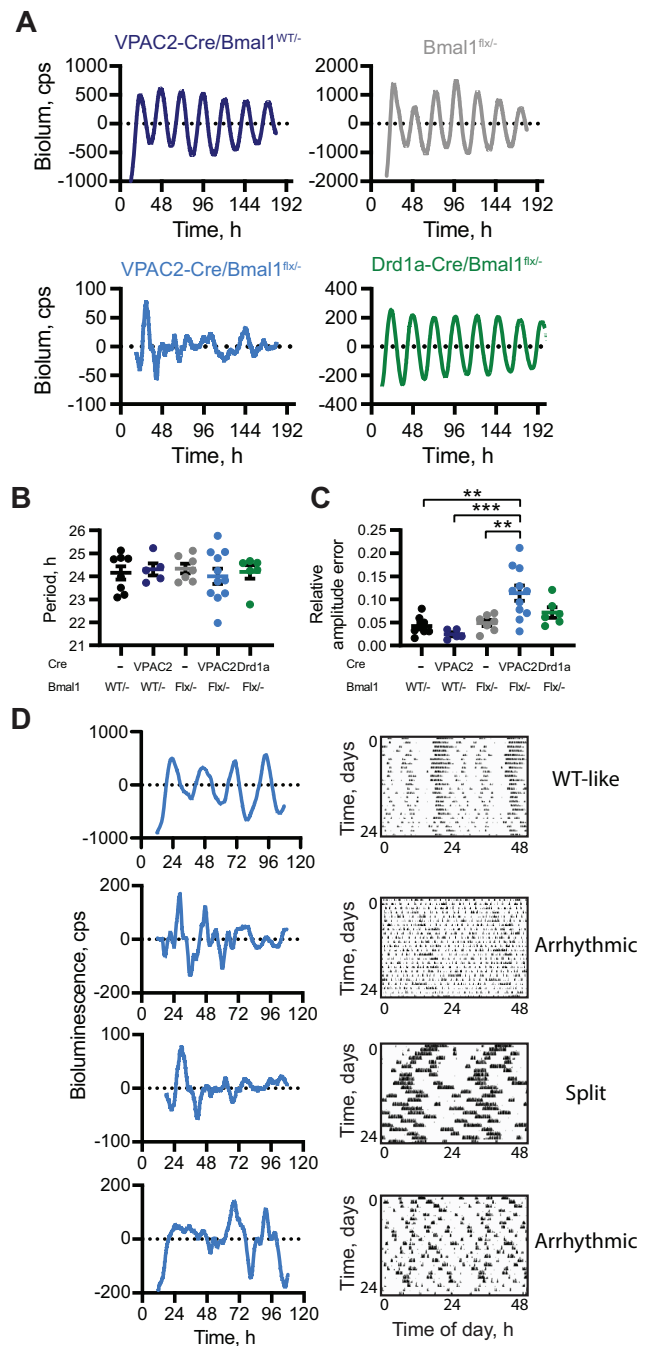 A
VPAC2-Cre/Bmal1WT/-
Bmal1flx/-
Biolum, cps
1000
500
0
-500
-1000
0 48 96 144 192
Time, h
2000
1000
0
-1000
-2000
0 48 96 144 192
Time, h
VPAC2-Cre/Bmal1flx/-
Drd1a-Cre/Bmal1flx/-
Biolum, cps
100
50
0
-50
-100
0 48 96 144 192
Time, h
400
200
0
-200
-400
0 48 96 144 192
Time, h
B
Period, h
26
25
24
23
22
21
Cre - VPAC2 - VPAC2 Drd1a
Bmal1 WT/- WT/- Flx/- Flx/- Flx/-
C
**
***
**
Relative
amplitude error
0.25
0.20
0.15
0.10
0.05
0.00
Cre - VPAC2 - VPAC2 Drd1a
Bmal1 WT/- WT/- Flx/- Flx/- Flx/-
D
Bioluminescence, cps
1000
0
-1000
0 24 48 72 96 120
Time, days
0
24
0 24 48
WT-like
200
0
-200
0 24 48 72 96 120
Time, days
0
24
0 24 48
Arrhythmic
100
0
-100
0 24 48 72 96 120
Time, days
0
24
0 24 48
Split
200
0
-200
0 24 48 72 96 120
Time, h
Time, days
0
24
0 24 48
Time of day, h
Arrhythmic